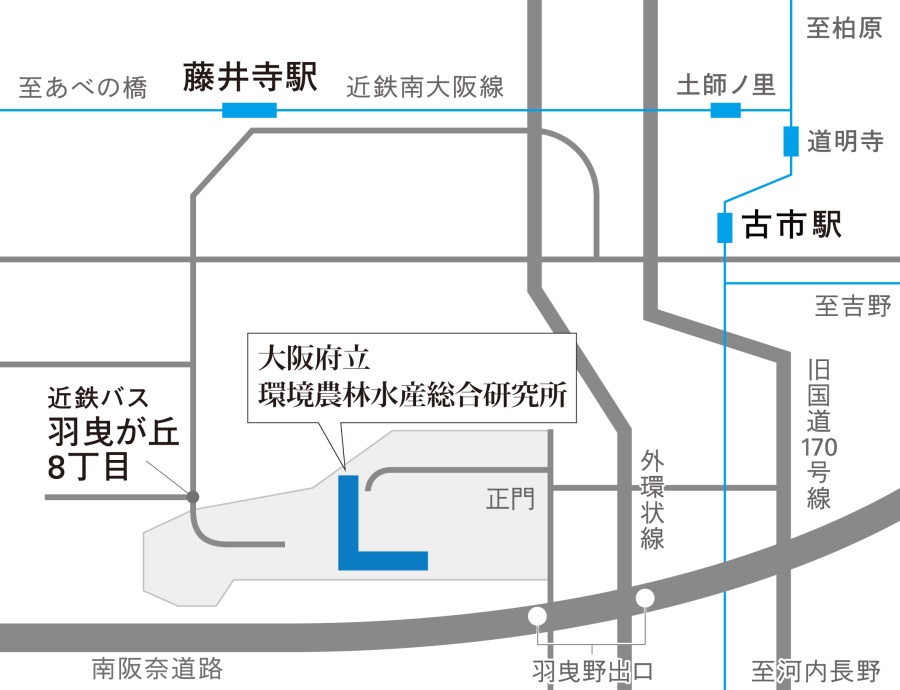 至柏原
藤井寺駅
至あべの橋
近鉄南大阪線
土師ノ里
道明寺
古市駅
至吉野
大阪府立
環境農林水産総合研究所
近鉄バス
羽曳が丘
8丁目
正門
外環状線
旧国道170号線
南阪奈道路
羽曳野出口
至河内長野